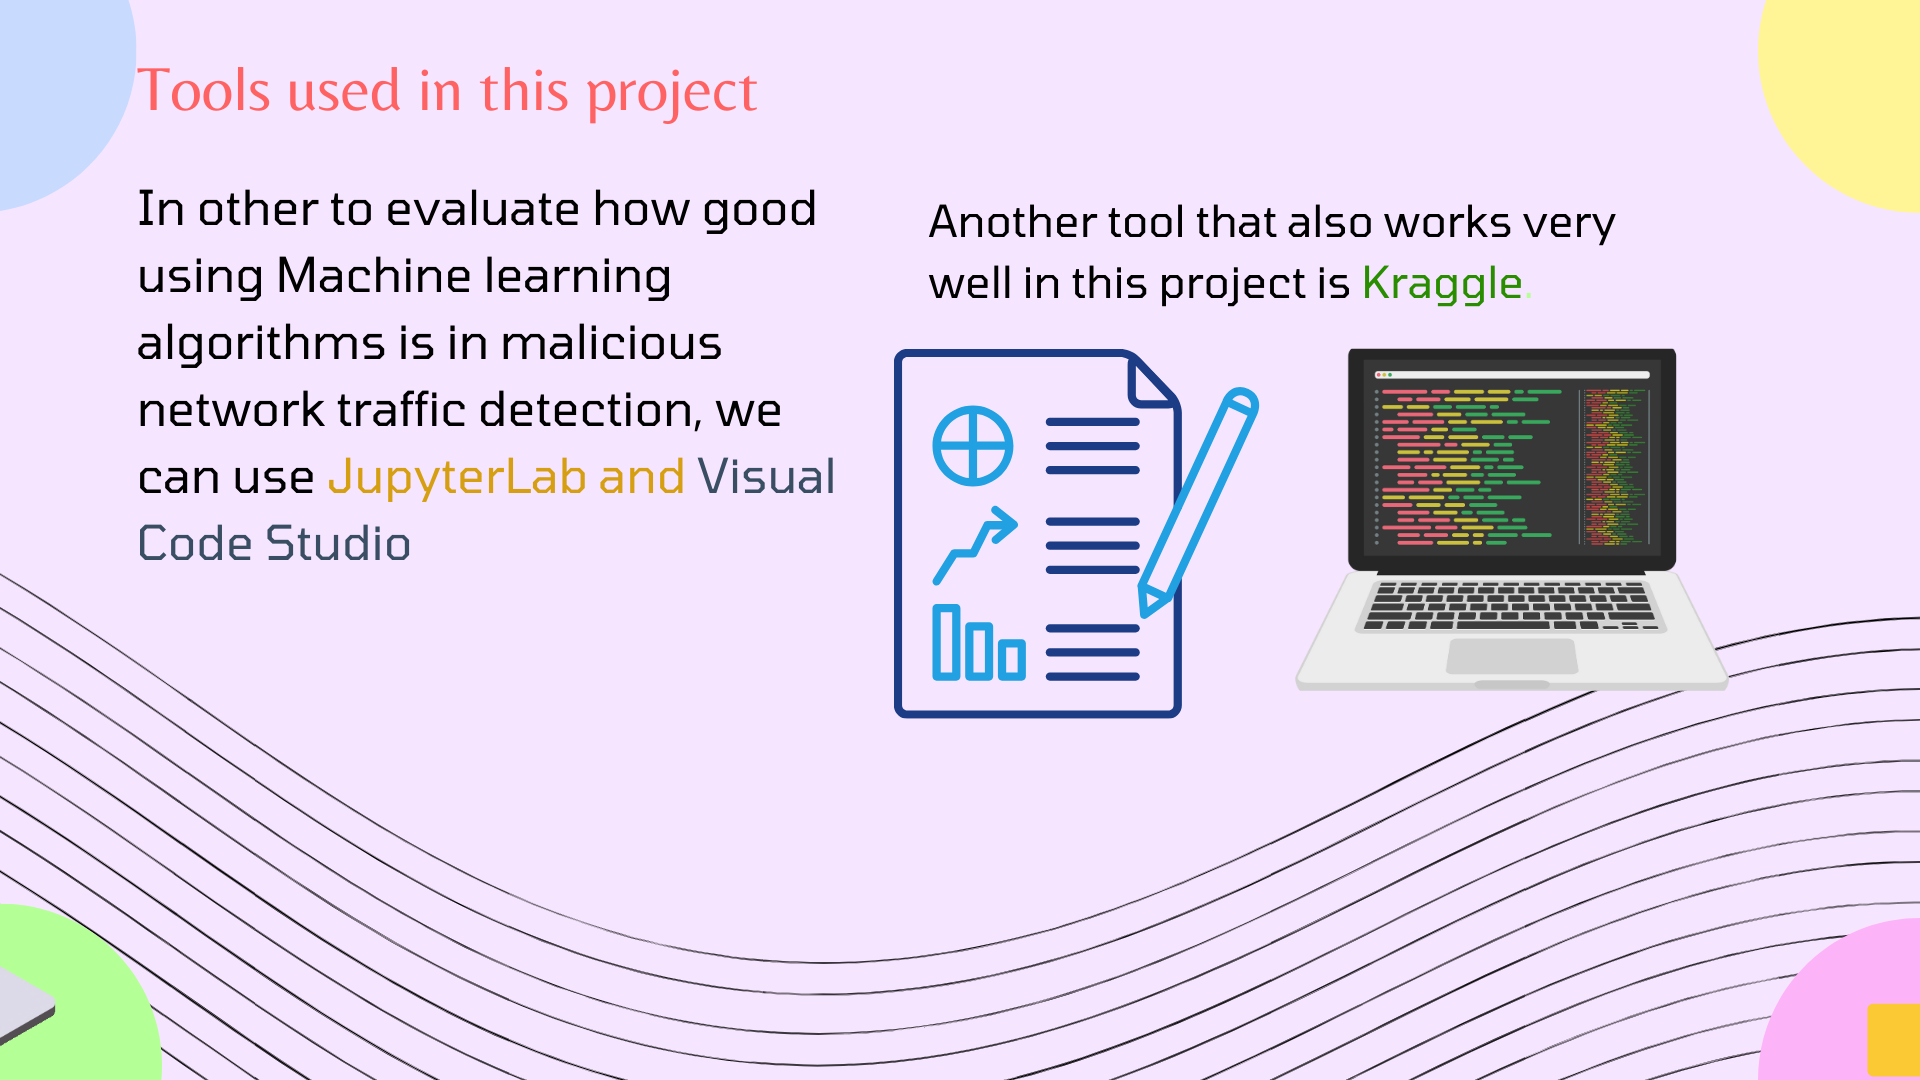 Tools used in this project
In other to evaluate how good
using Machine learning
algorithms is in malicious
network traffic detection, we
can use JupyterLab and Visual
Code Studio
Another tool that also works very
well in this project is Kraggle.